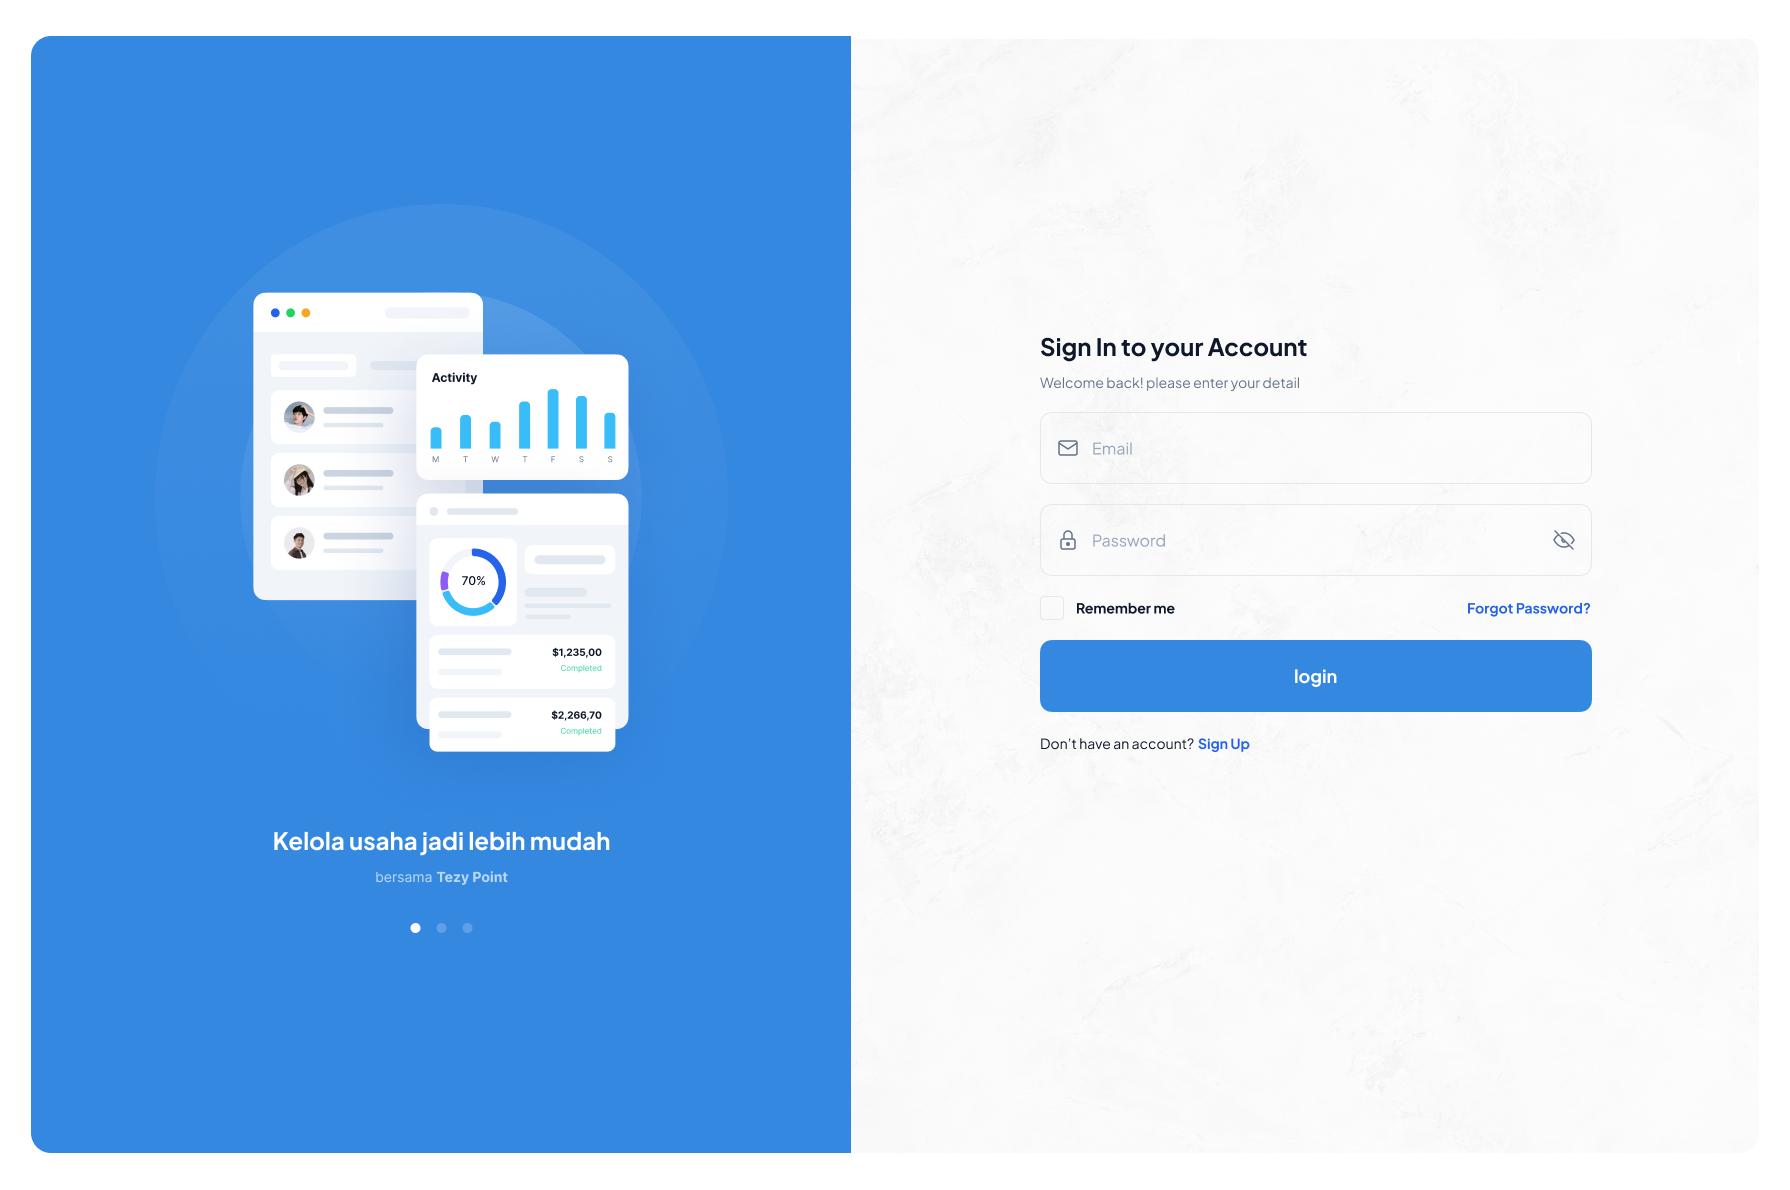 Activity
M T W T F S S
70%
$1,235,00
Completed
$2,266,70
Completed
Kelola usaha jadi lebih mudah
bersama Tezy Point
Sign In to your Account
Welcome back! please enter your detail
Email
Password
Remember me
Forgot Password?
login
Don't have an account? Sign Up